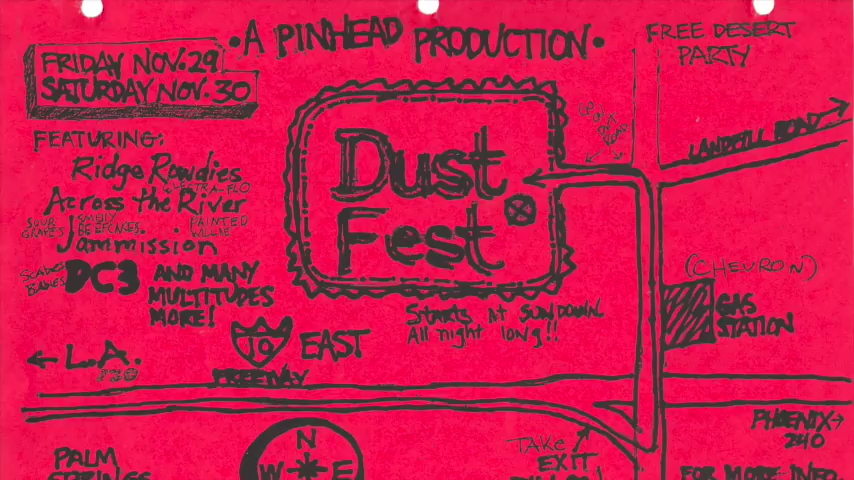 • A PINHEAD PRODUCTION •
FREE DESERT
PARTY
FRIDAY NOV. 29
SATURDAY NOV. 30
FEATURING:
Ridge Rowdies
ELECTRA-FLO
Across the River
SOUR
GRAPES
PAINTED
WILLIE
Jammission
DC3 AND MANY
MULTITUDES
MORE!
Dust
Fest
LANDFILL ROAD
(CHEVRON)
GAS
STATION
STARTS At SUNDOWN
All night long!!
10 EAST
FREEWAY
← L.A.
PHOENIX→
240
N
W E
PALM
SPRINGS
TAKE
EXIT
FOR MORE INFO